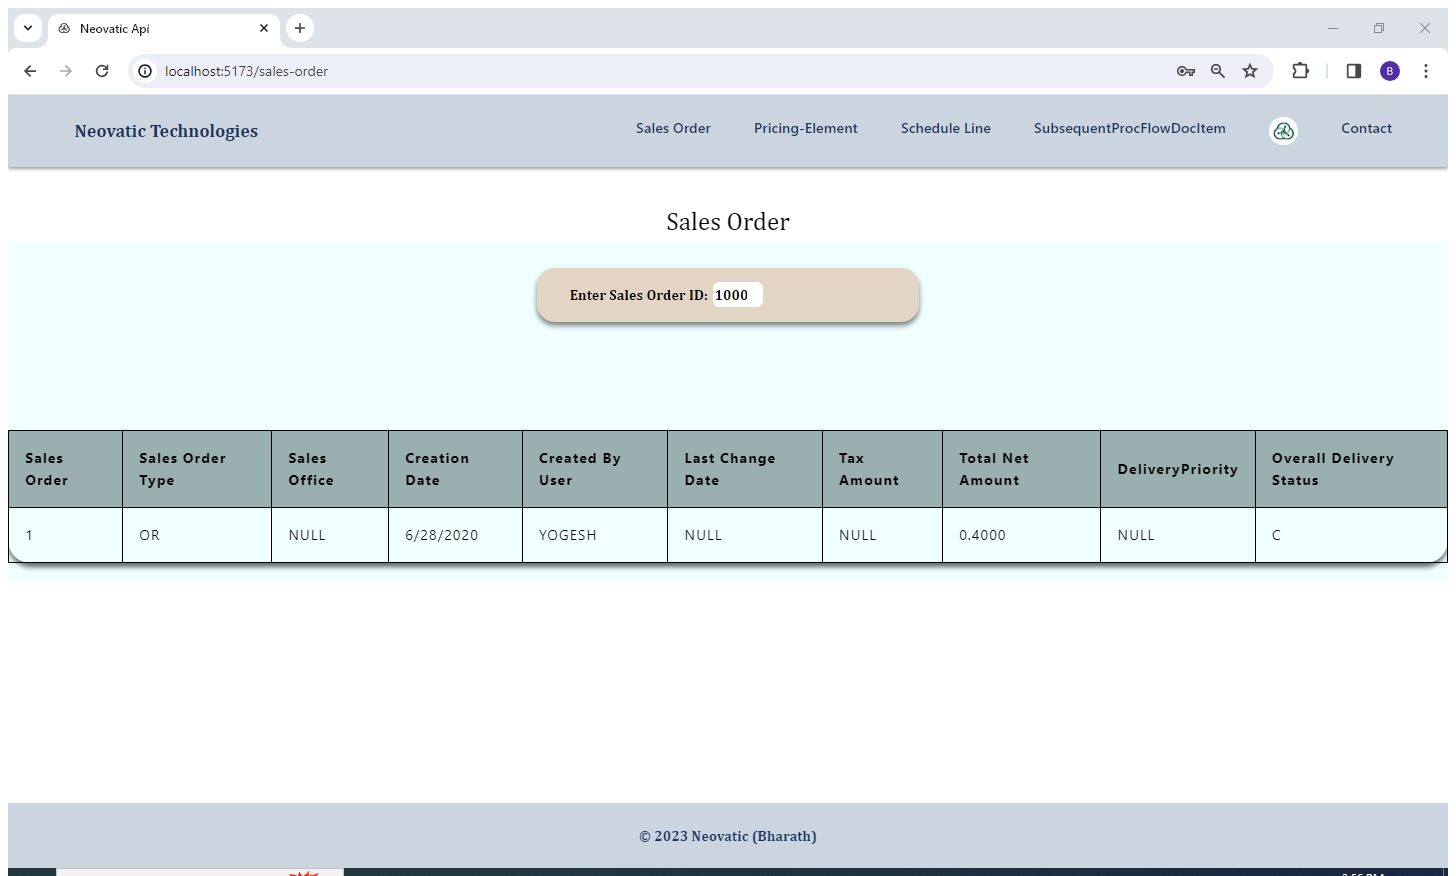 Neovatic Api
localhost:5173/sales-order
B
Neovatic Technologies
Sales Order
Pricing-Element
Schedule Line
SubsequentProcFlowDocItem
Contact
Sales Order
Enter Sales Order ID: 1000
Sales Order
Sales Order Type
Sales Office
Creation Date
Created By User
Last Change Date
Tax Amount
Total Net Amount
DeliveryPriority
Overall Delivery Status
1
OR
NULL
6/28/2020
YOGESH
NULL
NULL
0.4000
NULL
C
© 2023 Neovatic (Bharath)